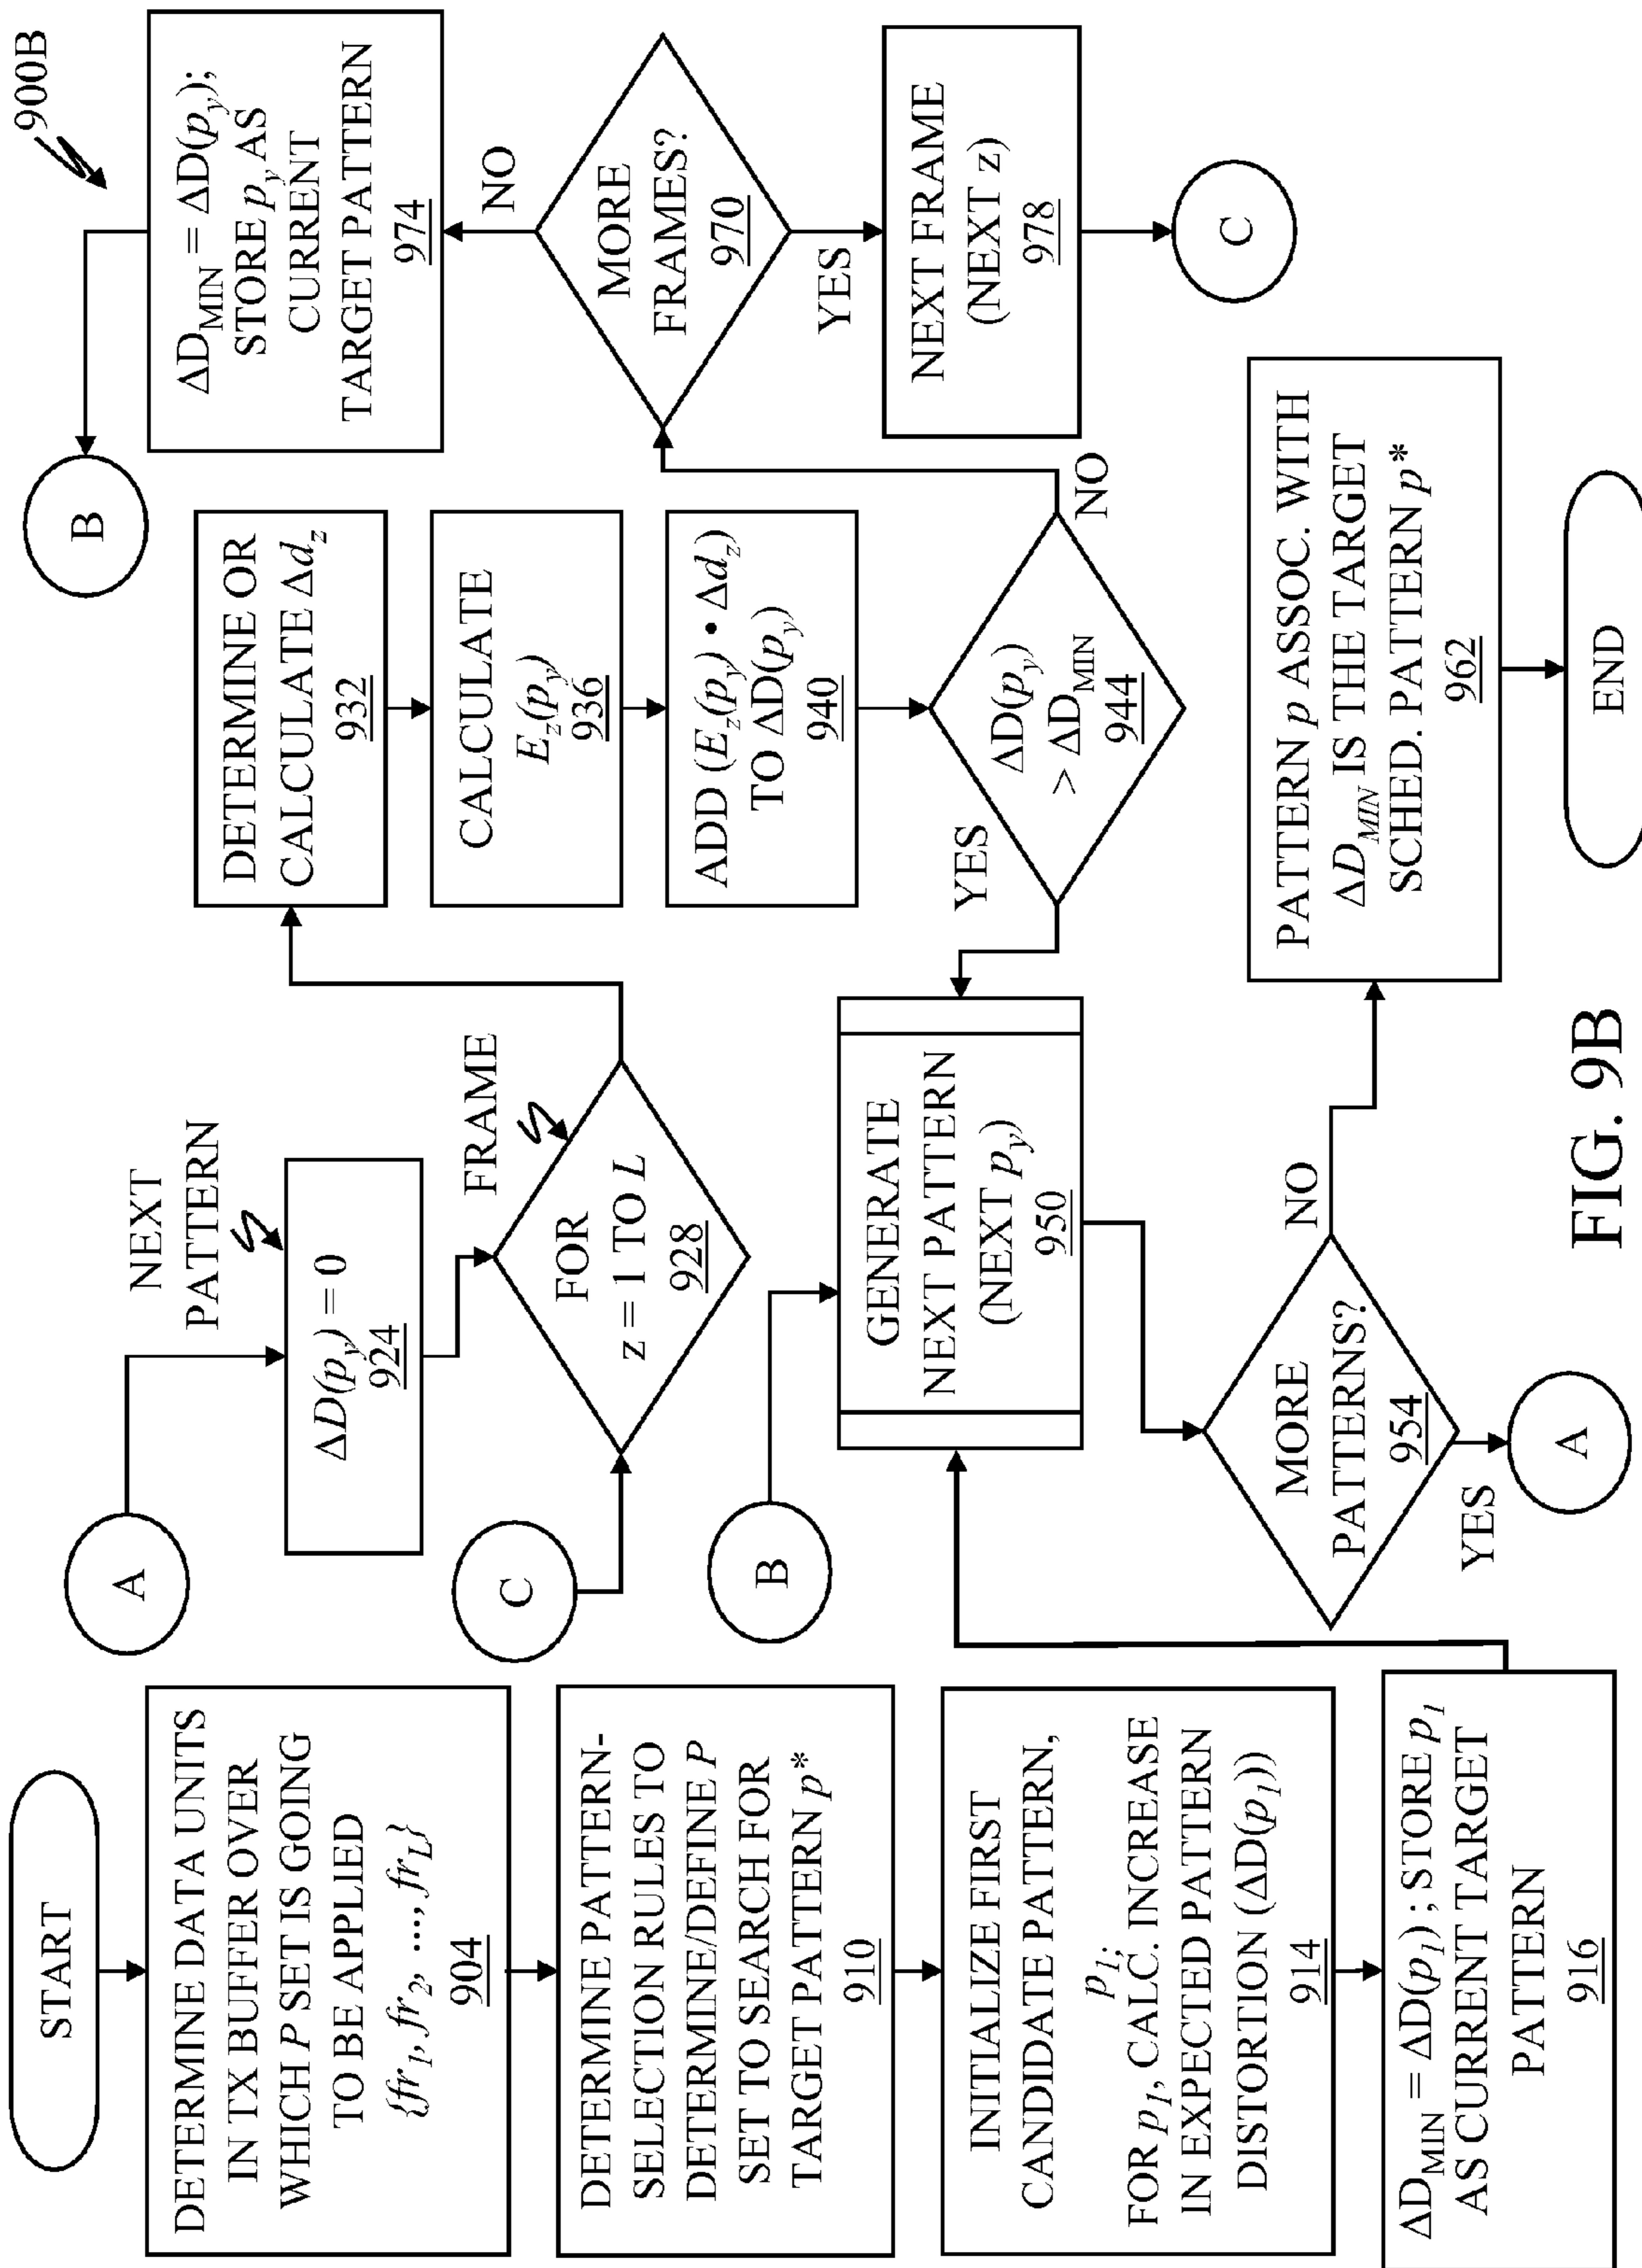 900B
START
DETERMINE DATA UNITS
IN TX BUFFER OVER
WHICH P SET IS GOING
TO BE APPLIED
{fr1, fr2, ..., frL}
904
DETERMINE PATTERN-
SELECTION RULES TO
DETERMINE/DEFINE P
SET TO SEARCH FOR
TARGET PATTERN p*
910
INITIALIZE FIRST
CANDIDATE PATTERN,
p1;
FOR p1, CALC. INCREASE
IN EXPECTED PATTERN
DISTORTION (ΔD(p1))
914
ΔDMIN = ΔD(p1); STORE p1
AS CURRENT TARGET
PATTERN
916
A
NEXT
PATTERN
ΔD(py) = 0
924
C
FRAME
FOR
z = 1 TO L
928
B
GENERATE
NEXT PATTERN
(NEXT py)
950
MORE
PATTERNS?
954
YES
A
NO
DETERMINE OR
CALCULATE Δdz
932
CALCULATE
Ez(py)
936
ADD (Ez(py) • Δdz)
TO ΔD(py)
940
ΔD(py)
> ΔDMIN
944
YES
NO
PATTERN p ASSOC. WITH
ΔDMIN IS THE TARGET
SCHED. PATTERN p*
962
END
B
ΔDMIN = ΔD(py);
STORE py AS
CURRENT
TARGET PATTERN
974
NO
MORE
FRAMES?
970
YES
NEXT FRAME
(NEXT z)
978
C
FIG. 9B